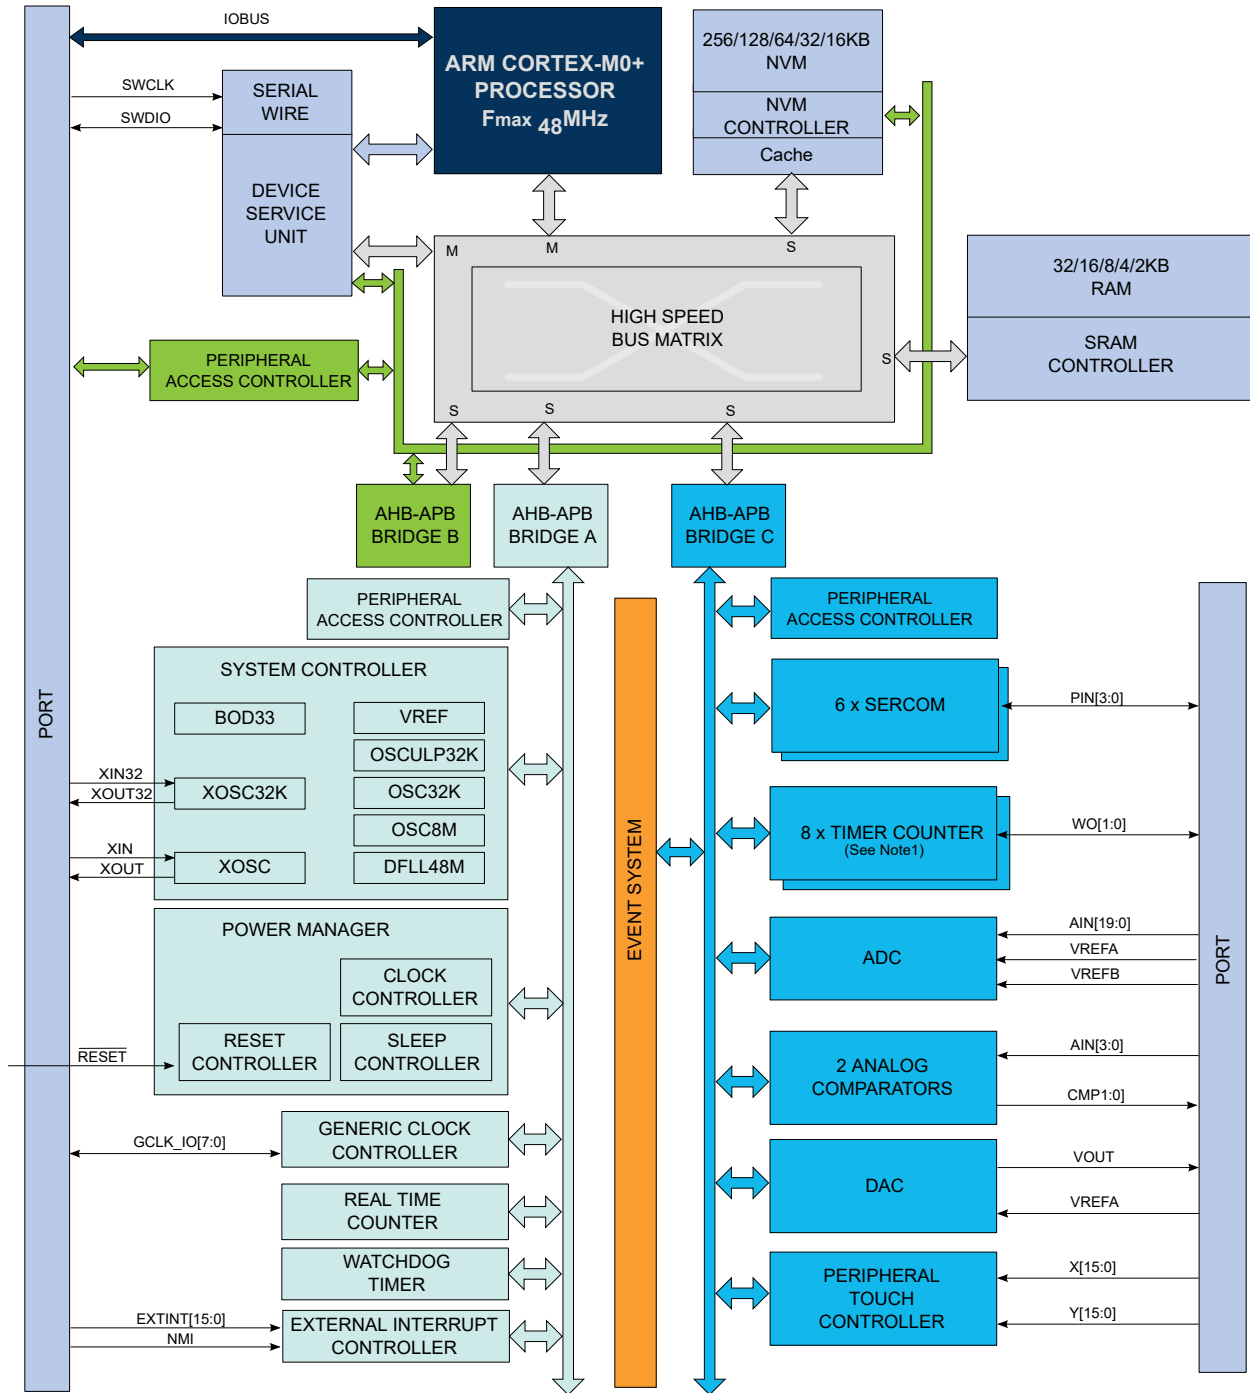 IOBUS
ARM CORTEX-M0+
PROCESSOR
Fmax 48MHz
256/128/64/32/16KB
NVM
NVM
CONTROLLER
Cache
SWCLK
SWDIO
SERIAL
WIRE
DEVICE
SERVICE
UNIT
M
M
S
32/16/8/4/2KB
RAM
SRAM
CONTROLLER
HIGH SPEED
BUS MATRIX
S
PERIPHERAL
ACCESS CONTROLLER
S
S
S
AHB-APB
BRIDGE B
AHB-APB
BRIDGE A
AHB-APB
BRIDGE C
PORT
PERIPHERAL
ACCESS CONTROLLER
SYSTEM CONTROLLER
BOD33
VREF
OSCULP32K
XIN32
XOUT32
XOSC32K
OSC32K
OSC8M
XIN
XOUT
XOSC
DFLL48M
POWER MANAGER
CLOCK
CONTROLLER
RESET
RESET
CONTROLLER
SLEEP
CONTROLLER
GCLK_IO[7:0]
GENERIC CLOCK
CONTROLLER
REAL TIME
COUNTER
WATCHDOG
TIMER
EXTINT[15:0]
NMI
EXTERNAL INTERRUPT
CONTROLLER
EVENT SYSTEM
PERIPHERAL
ACCESS CONTROLLER
6 x SERCOM
PIN[3:0]
8 x TIMER COUNTER
(See Note1)
WO[1:0]
ADC
AIN[19:0]
VREFA
VREFB
2 ANALOG
COMPARATORS
AIN[3:0]
CMP1:0]
DAC
VOUT
VREFA
PERIPHERAL
TOUCH
CONTROLLER
X[15:0]
Y[15:0]
PORT